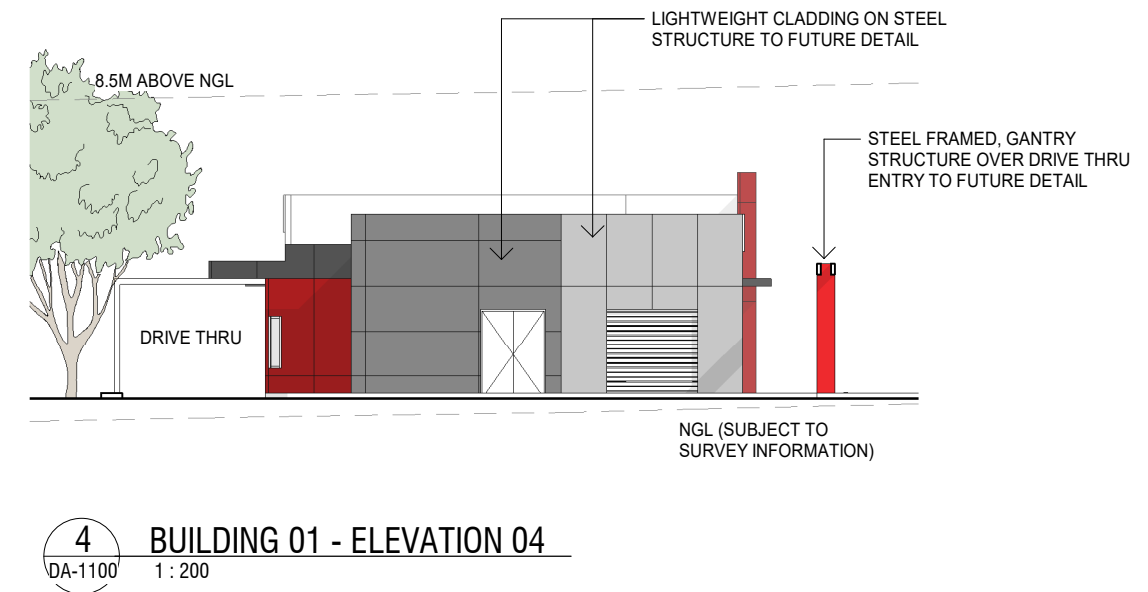 LIGHTWEIGHT CLADDING ON STEEL
STRUCTURE TO FUTURE DETAIL
8.5M ABOVE NGL
STEEL FRAMED, GANTRY
STRUCTURE OVER DRIVE THRU
ENTRY TO FUTURE DETAIL
DRIVE THRU
NGL (SUBJECT TO
SURVEY INFORMATION)
4
BUILDING 01 - ELEVATION 04
DA-1100
1 : 200